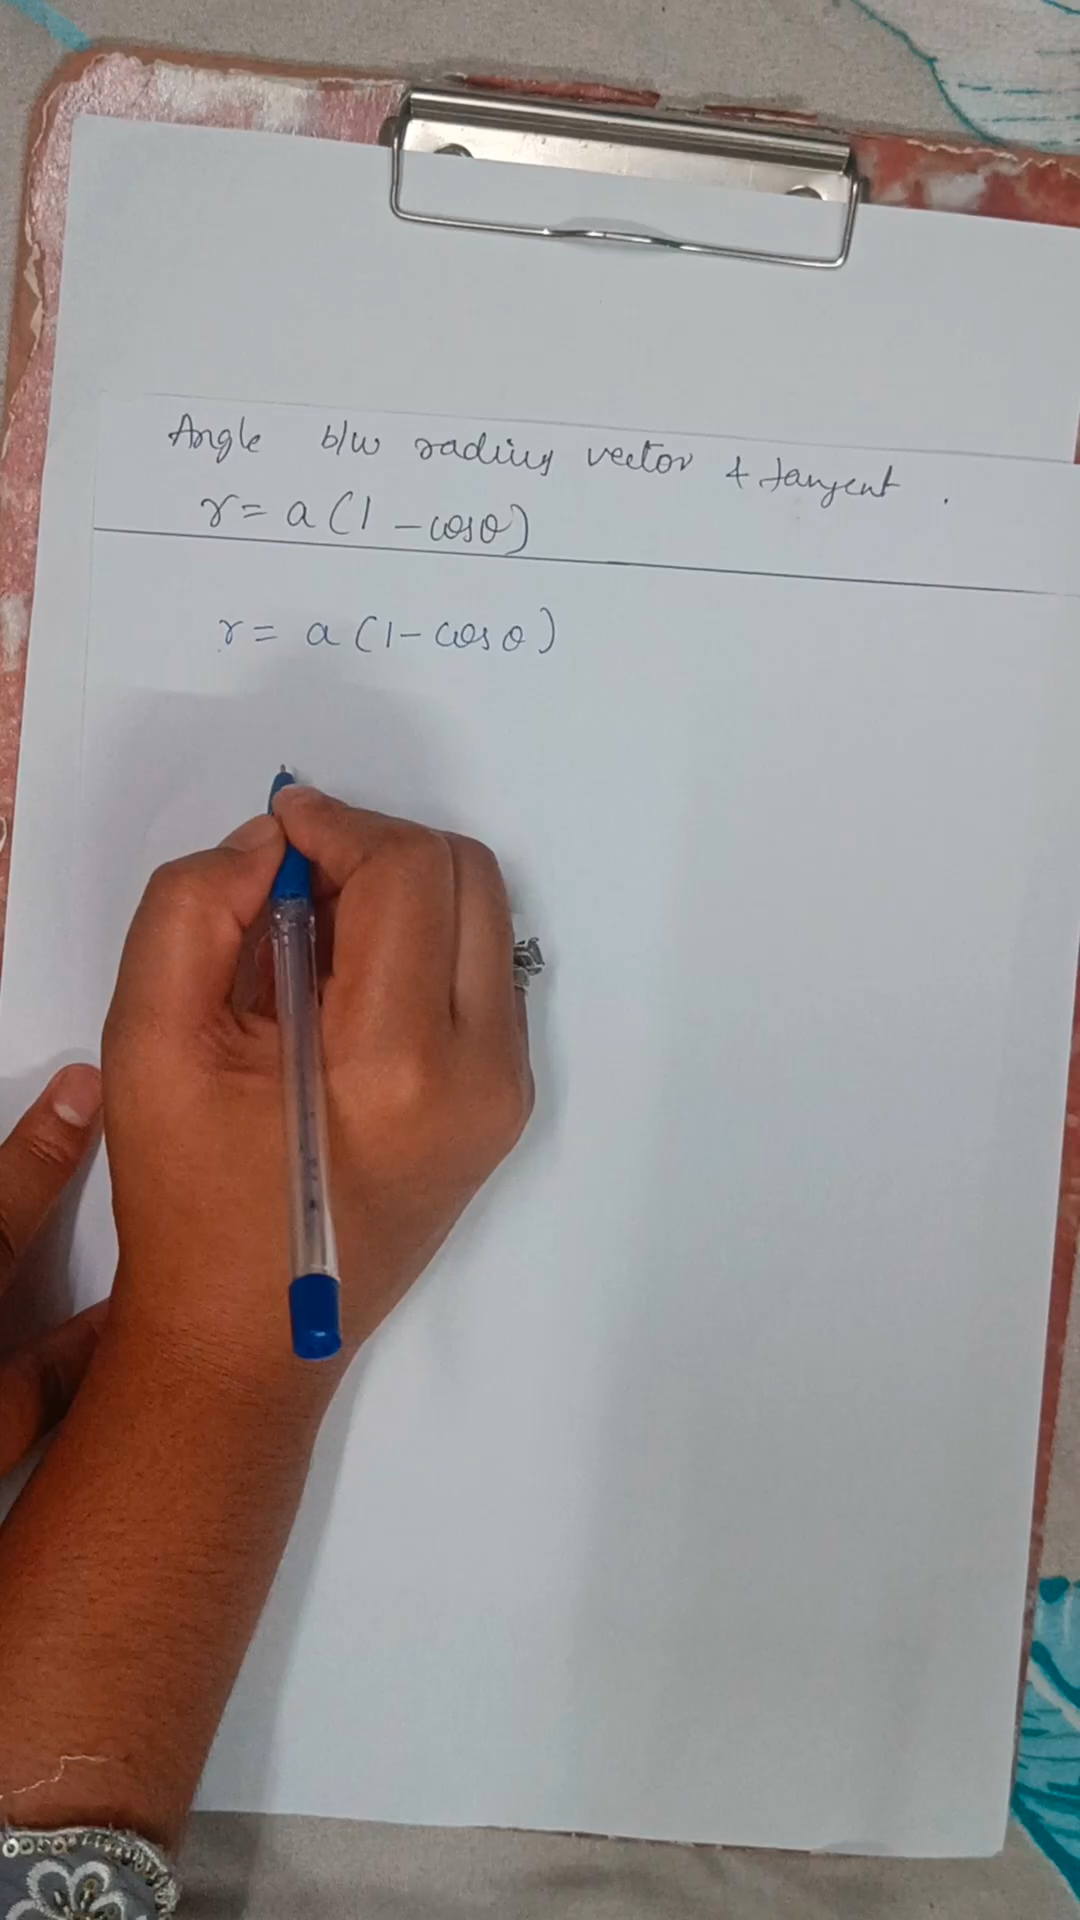 Angle b/w radius vector & tangent .
r = a (1 - cosθ)
r = a (1 - cos θ)